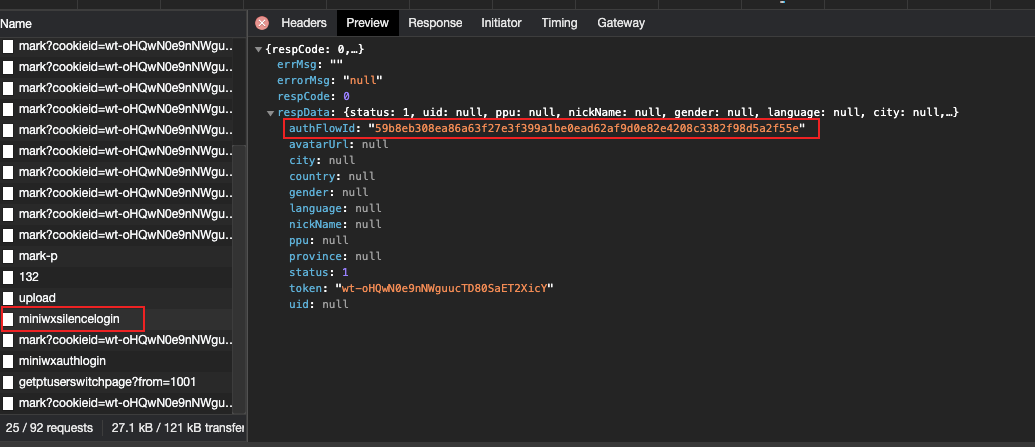 Name
mark?cookieid=wt-oHQwN0e9nNWgu...
mark?cookieid=wt-oHQwN0e9nNWgu...
mark?cookieid=wt-oHQwN0e9nNWgu...
mark?cookieid=wt-oHQwN0e9nNWgu...
mark?cookieid=wt-oHQwN0e9nNWgu...
mark?cookieid=wt-oHQwN0e9nNWgu...
mark?cookieid=wt-oHQwN0e9nNWgu...
mark?cookieid=wt-oHQwN0e9nNWgu...
mark?cookieid=wt-oHQwN0e9nNWgu...
mark?cookieid=wt-oHQwN0e9nNWgu...
mark-p
132
upload
miniwxsilencelogin
mark?cookieid=wt-oHQwN0e9nNWgu...
miniwxauthlogin
getptuserswitchpage?from=1001
mark?cookieid=wt-oHQwN0e9nNWgu...
25 / 92 requests 27.1 kB / 121 kB transfer
Headers Preview Response Initiator Timing Gateway
{respCode: 0,…}
errMsg: ""
errorMsg: "null"
respCode: 0
respData: {status: 1, uid: null, ppu: null, nickName: null, gender: null, language: null, city: null,…}
authFlowId: "59b8eb308ea86a63f27e3f399a1be0ead62af9d0e82e4208c3382f98d5a2f55e"
avatarUrl: null
city: null
country: null
gender: null
language: null
nickName: null
ppu: null
province: null
status: 1
token: "wt-oHQwN0e9nNWguucTD80SaET2XicY"
uid: null